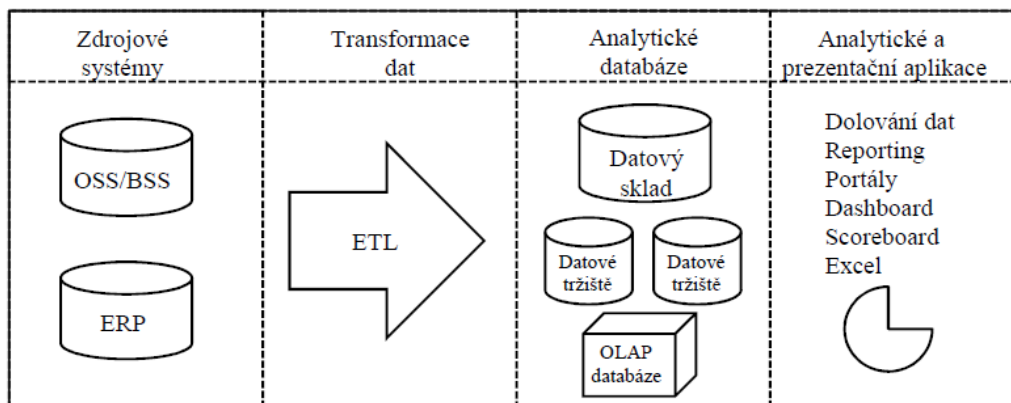 Zdrojové
systémy
Transformace
dat
Analytické
databáze
Analytické a
prezentační aplikace
OSS/BSS
ERP
ETL
Datový
sklad
Datové
tržiště
Datové
tržiště
OLAP
databáze
Dolování dat
Reporting
Portály
Dashboard
Scoreboard
Excel